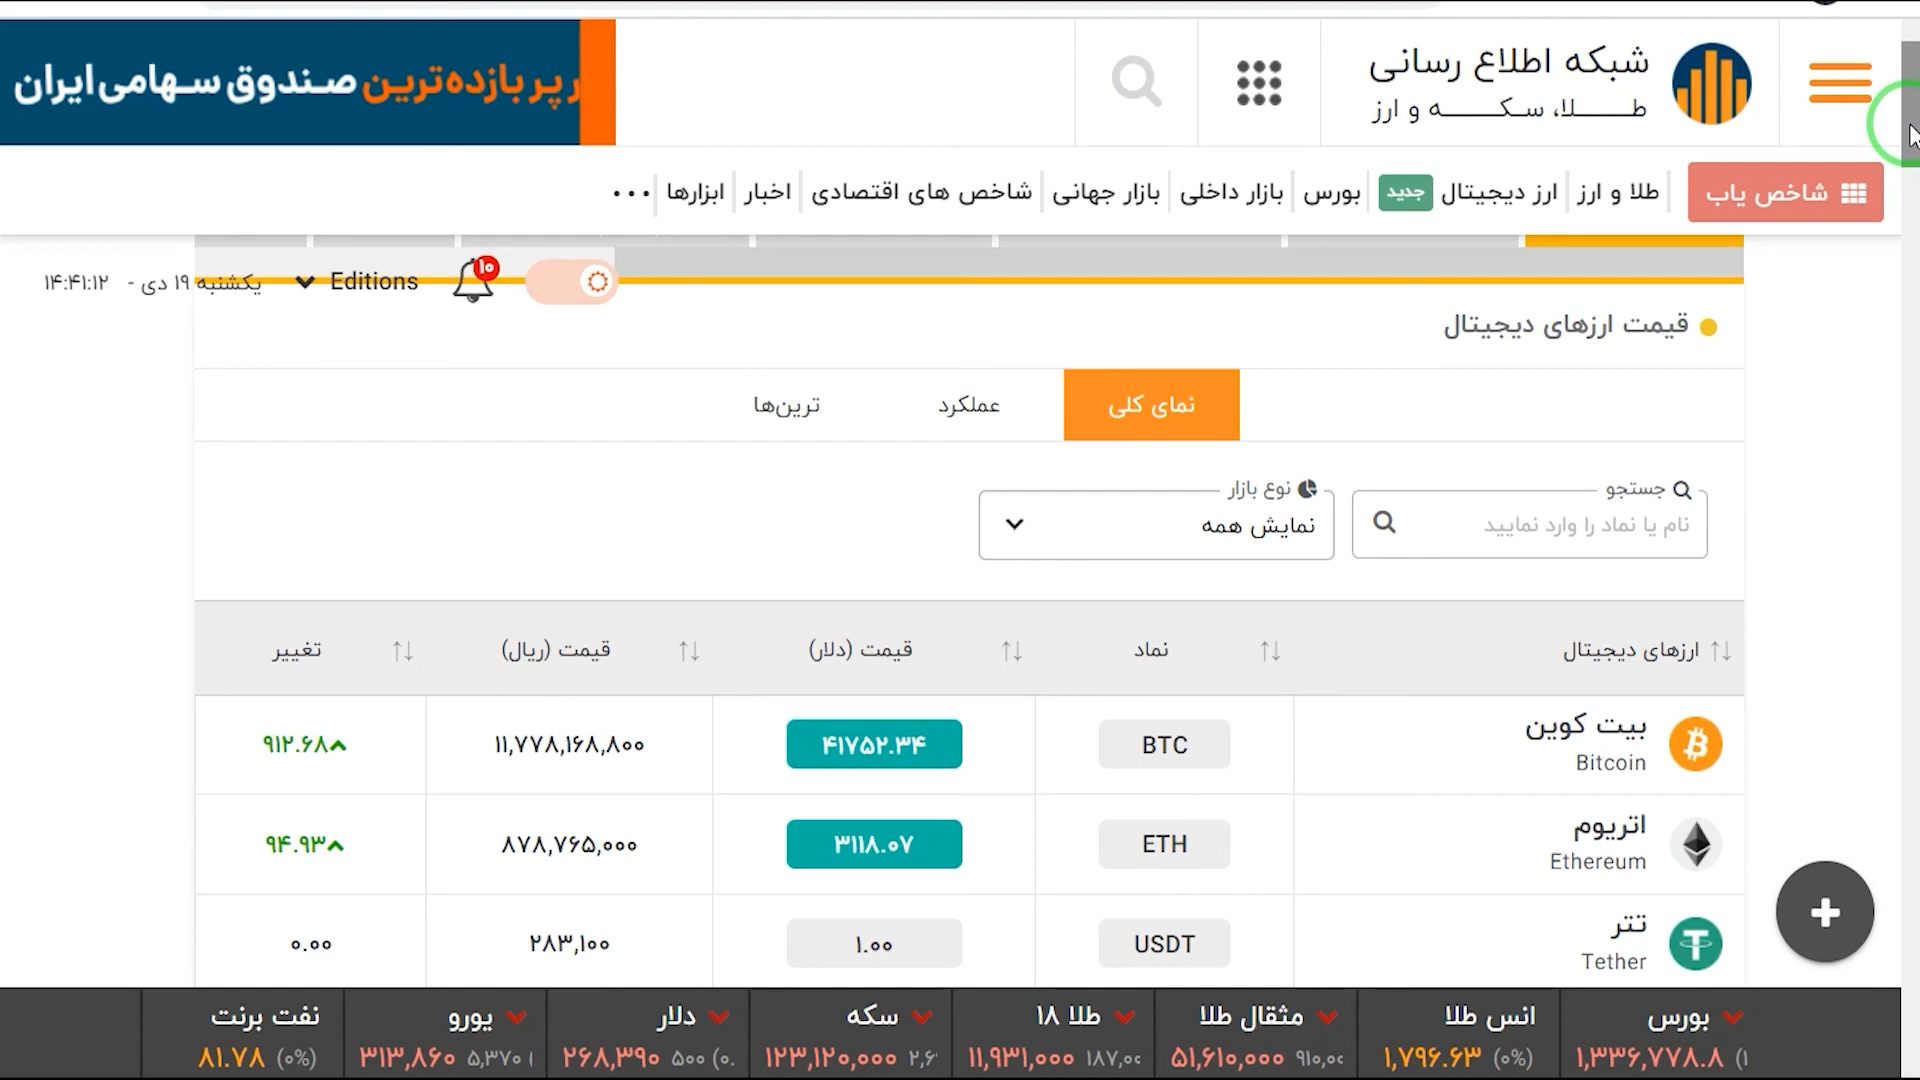 شبکه اطلاع رسانی
طلا، سکه و ارز
پر بازده‌ترین صندوق سهامی ایران
شاخص یاب
طلا و ارز
ارز دیجیتال
جدید
بورس
بازار داخلی
بازار جهانی
شاخص های اقتصادی
اخبار
ابزارها
...
۱۰
Editions
یکشنبه ۱۹ دی - ۱۴:۴۱:۱۲
قیمت ارزهای دیجیتال
نمای کلی
عملکرد
ترین‌ها
جستجو
نام یا نماد را وارد نمایید
نوع بازار
نمایش همه
ارزهای دیجیتال نماد قیمت (دلار) قیمت (ریال) تغییر
بیت کوین
Bitcoin
BTC
۴۱۷۵۲.۳۴
۱۱,۷۷۸,۱۶۸,۸۰۰
۹۱۲.۶۸
اتریوم
Ethereum
ETH
۳۱۱۸.۰۷
۸۷۸,۷۶۵,۰۰۰
۹۴.۹۳
تتر
Tether
USDT
۱.۰۰
۲۸۳,۱۰۰
۰.۰۰
بورس
۱,۳۳۶,۷۷۸.۸
انس طلا
۱,۷۹۶.۶۳ (۰%)
مثقال طلا
۵۱,۶۱۰,۰۰۰
طلا ۱۸
۱۱,۹۳۱,۰۰۰
سکه
۱۲۳,۱۲۰,۰۰۰
دلار
۲۶۸,۳۹۰ ۵۰۰
یورو
۳۱۳,۸۶۰ ۵,۳۷۰
نفت برنت
۸۱.۷۸ (۰%)